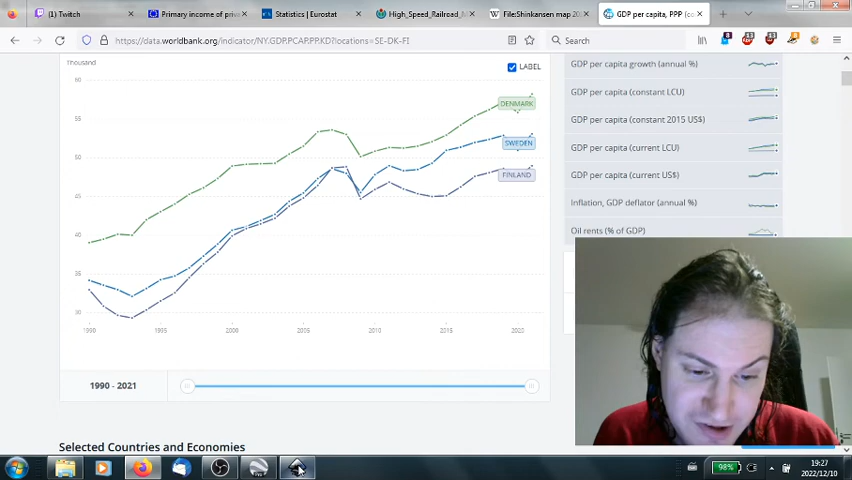 (1) Twitch
Primary income of priva
Statistics | Eurostat
High_Speed_Railroad_M
File:Shinkansen map 20
GDP per capita, PPP (co
https://data.worldbank.org/indicator/NY.GDP.PCAP.PP.KD?locations=SE-DK-FI
Search
Thousand
LABEL
60
55
50
45
40
35
30
DENMARK
SWEDEN
FINLAND
1990
1995
2000
2005
2010
2015
2020
1990 - 2021
GDP per capita growth (annual %)
GDP per capita (constant LCU)
GDP per capita (constant 2015 US$)
GDP per capita (current LCU)
GDP per capita (current US$)
Inflation, GDP deflator (annual %)
Oil rents (% of GDP)
Selected Countries and Economies
98%
19:27
2022/12/10